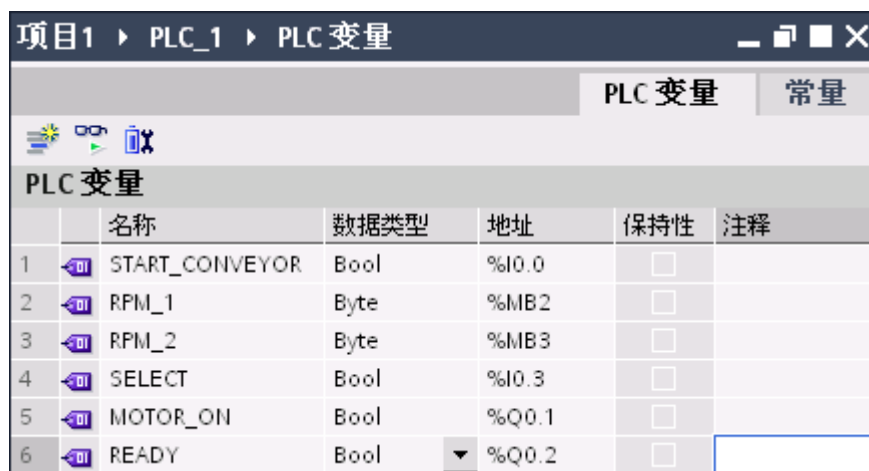 项目1 ▸ PLC_1 ▸ PLC 变量
PLC 变量 常量
PLC 变量
名称 数据类型 地址 保持性 注释
1 START_CONVEYOR Bool %I0.0
2 RPM_1 Byte %MB2
3 RPM_2 Byte %MB3
4 SELECT Bool %I0.3
5 MOTOR_ON Bool %Q0.1
6 READY Bool %Q0.2